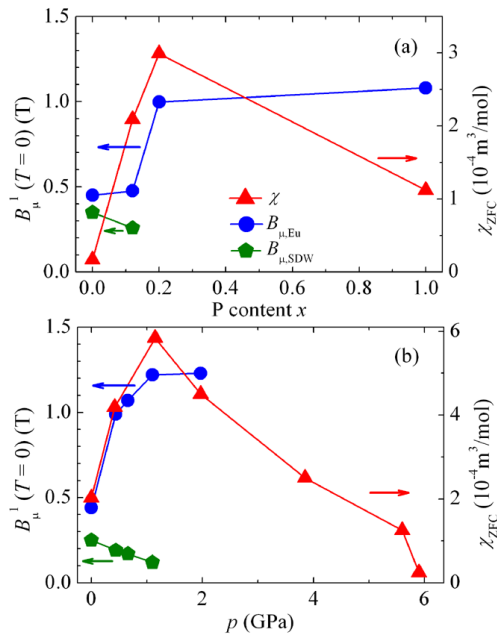 (a)
1.5
1.0
0.5
0.0
B_μ^1 (T = 0) (T)
3
2
1
0
χ_ZFC (10^-4 m^3/mol)
χ
B_μ,Eu
B_μ,SDW
0.0 0.2 0.4 0.6 0.8 1.0
P content x
(b)
1.5
1.0
0.5
0.0
B_μ^1 (T = 0) (T)
6
5
4
3
2
1
0
χ_ZFC (10^-4 m^3/mol)
0 2 4 6
p (GPa)